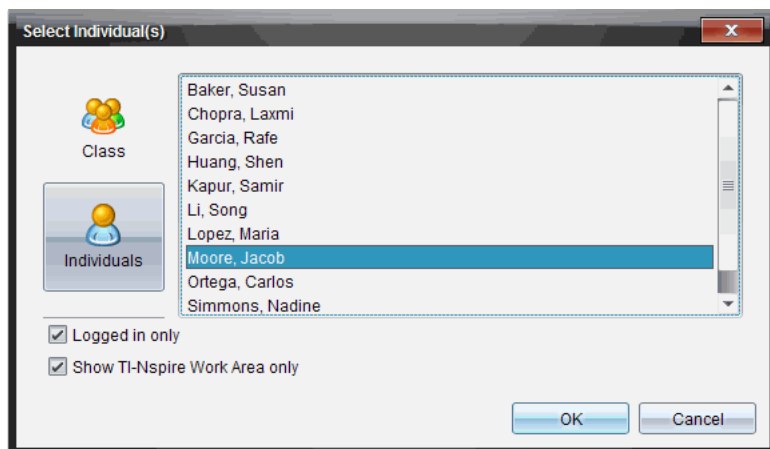 Select Individual(s)
Class
Individuals
Baker, Susan
Chopra, Laxmi
Garcia, Rafe
Huang, Shen
Kapur, Samir
Li, Song
Lopez, Maria
Moore, Jacob
Ortega, Carlos
Simmons, Nadine
Logged in only
Show TI-Nspire Work Area only
OK Cancel